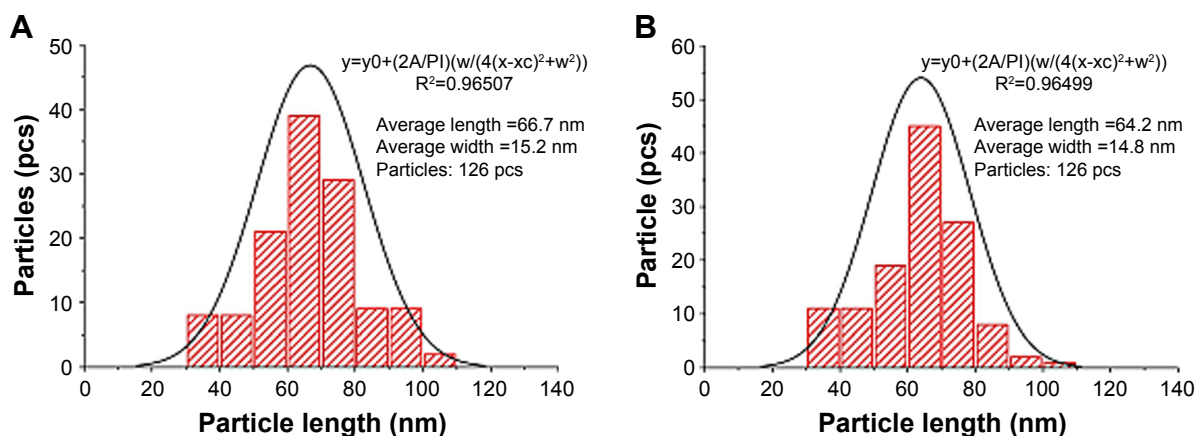 A
50
40
30
20
10
0
Particles (pcs)
y=y0+(2A/PI)(w/(4(x-xc)²+w²))
R²=0.96507
Average length =66.7 nm
Average width =15.2 nm
Particles: 126 pcs
0 20 40 60 80 100 120 140
Particle length (nm)
B
60
50
40
30
20
10
0
Particle (pcs)
y=y0+(2A/PI)(w/(4(x-xc)²+w²))
R²=0.96499
Average length =64.2 nm
Average width =14.8 nm
Particles: 126 pcs
0 20 40 60 80 100 120 140
Particle length (nm)